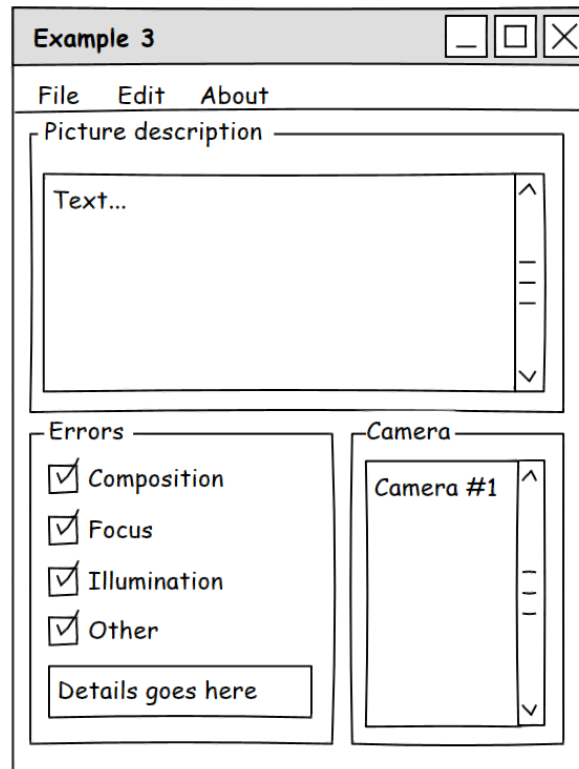 Example 3
File Edit About
Picture description
Text...
Errors
Composition
Focus
Illumination
Other
Details goes here
Camera
Camera #1